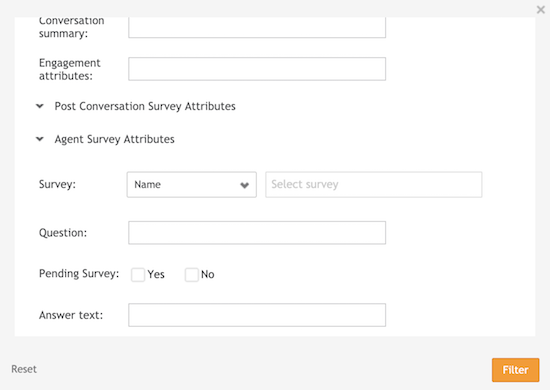 Conversation
summary:
Engagement
attributes:
Post Conversation Survey Attributes
Agent Survey Attributes
Survey: Name Select survey
Question:
Pending Survey: Yes No
Answer text:
Reset Filter